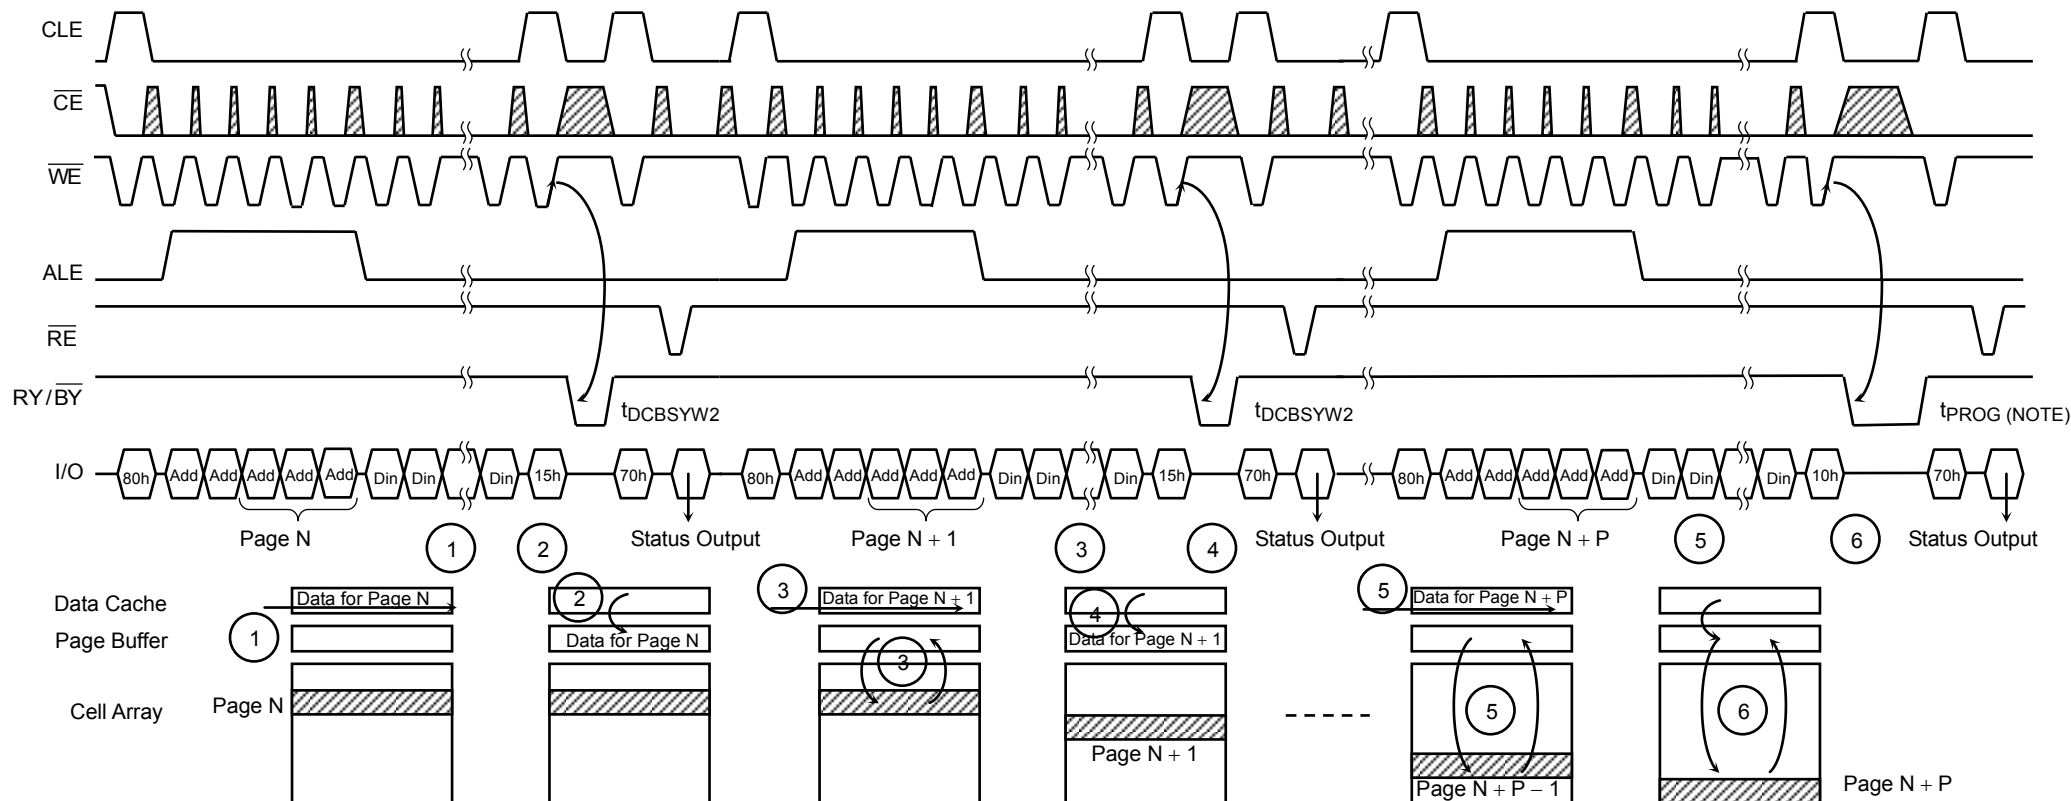 CLE
CE
WE
ALE
RE
RY/BY tDCBSYW2 tDCBSYW2 tPROG (NOTE)
I/O 80h Add Add Add Add Add Din Din Din 15h 70h 80h Add Add Add Add Add Din Din Din 15h 70h 80h Add Add Add Add Add Din Din Din 10h 70h
Page N 1 2 Status Output Page N + 1 3 4 Status Output Page N + P 5 6 Status Output
Data Cache Data for Page N 2 3 Data for Page N + 1 4 5 Data for Page N + P
Page Buffer 1 Data for Page N 3 Data for Page N + 1
Cell Array Page N 5 6
Page N + 1
Page N + P − 1 Page N + P